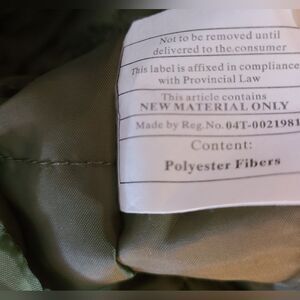 Not to be removed until
delivered to the consumer
This label is affixed in compliance
with Provincial Law
This article contains
NEW MATERIAL ONLY
Made by Reg. No. 04T-0021981
Content:
Polyester Fibers